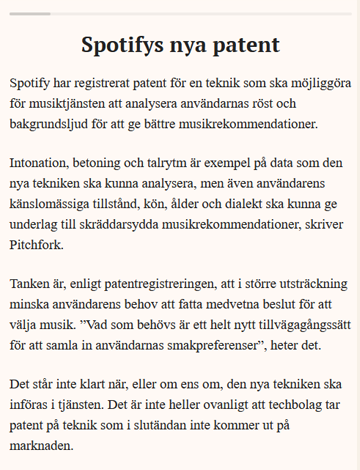 Spotifys nya patent
Spotify har registrerat patent för en teknik som ska möjliggöra
för musiktjänsten att analysera användarnas röst och
bakgrundsljud för att ge bättre musikrekommendationer.
Intonation, betoning och talrytm är exempel på data som den
nya tekniken ska kunna analysera, men även användarens
känslomässiga tillstånd, kön, ålder och dialekt ska kunna ge
underlag till skräddarsydda musikrekommendationer, skriver
Pitchfork.
Tanken är, enligt patentregistreringen, att i större utsträckning
minska användarens behov att fatta medvetna beslut för att
välja musik. ”Vad som behövs är ett helt nytt tillvägagångssätt
för att samla in användarnas smakpreferenser”, heter det.
Det står inte klart när, eller om ens om, den nya tekniken ska
införas i tjänsten. Det är inte heller ovanligt att techbolag tar
patent på teknik som i slutändan inte kommer ut på
marknaden.